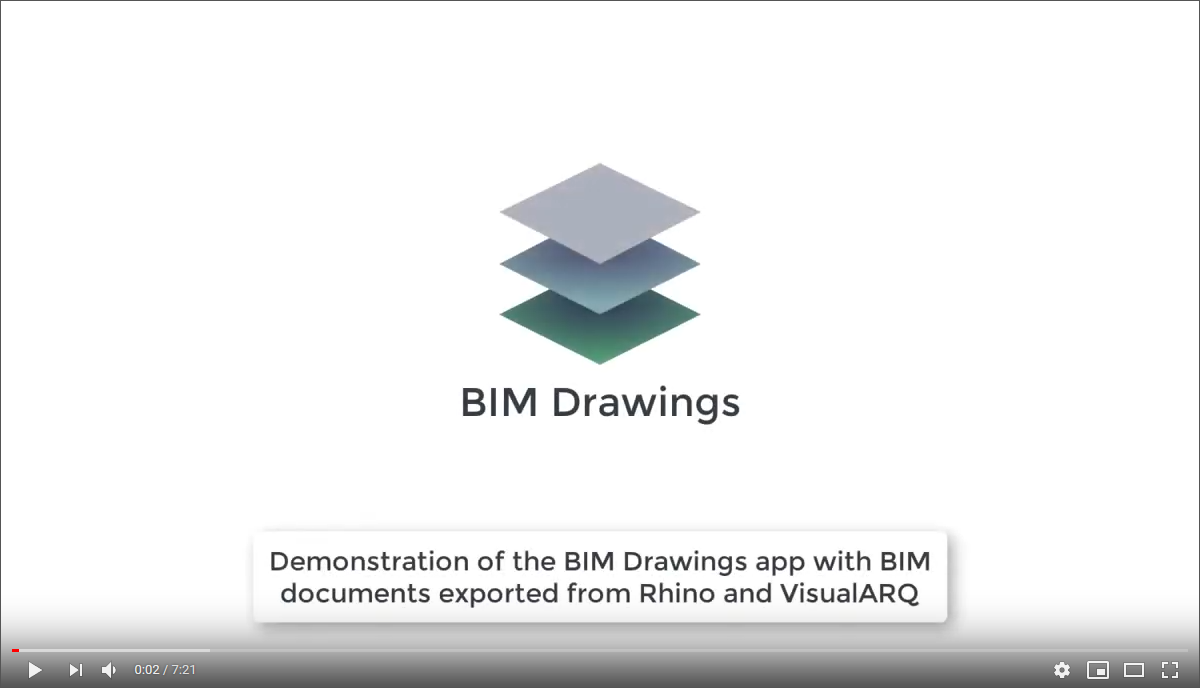 BIM Drawings
Demonstration of the BIM Drawings app with BIM
documents exported from Rhino and VisualARQ
0:02 / 7:21